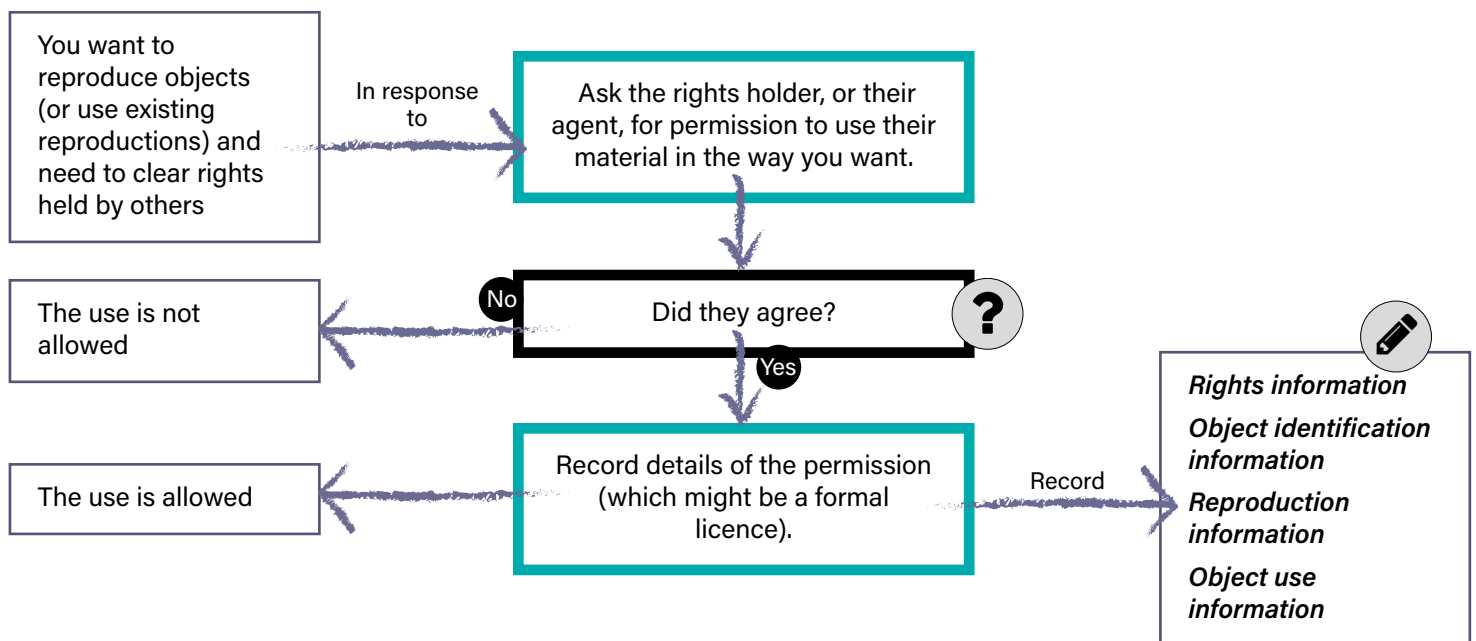 You want to
reproduce objects
(or use existing
reproductions) and
need to clear rights
held by others
In response
to
Ask the rights holder, or their
agent, for permission to use their
material in the way you want.
No
Did they agree?
?
The use is not
allowed
Yes
Record details of the permission
(which might be a formal
licence).
The use is allowed
Record
Rights information
Object identification
information
Reproduction
information
Object use
information